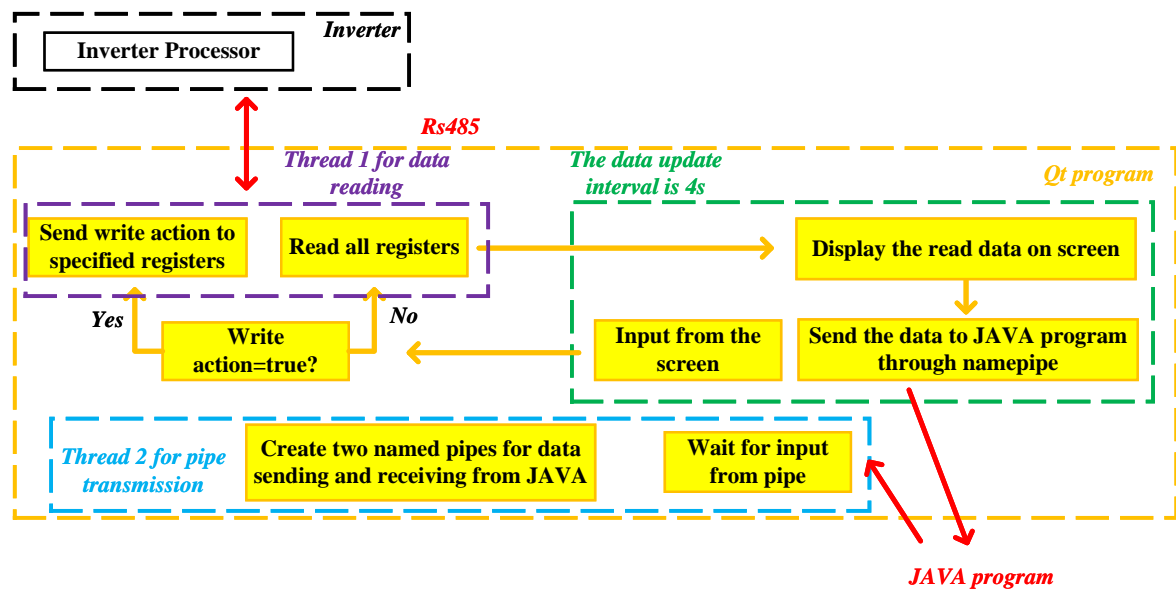 Inverter
Inverter Processor
Rs485
Thread 1 for data
reading
The data update
interval is 4s
Qt program
Send write action to
specified registers
Read all registers
Display the read data on screen
Yes
No
Write
action=true?
Input from the
screen
Send the data to JAVA program
through namepipe
Thread 2 for pipe
transmission
Create two named pipes for data
sending and receiving from JAVA
Wait for input
from pipe
JAVA program